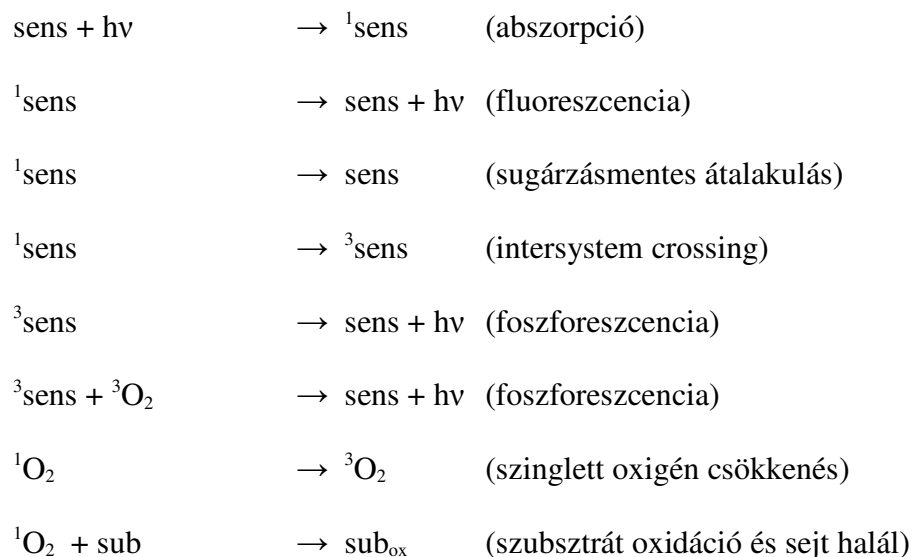 sens + hν → ¹sens (abszorpció)
¹sens → sens + hν (fluoreszcencia)
¹sens → sens (sugárzásmentes átalakulás)
¹sens → ³sens (intersystem crossing)
³sens → sens + hν (foszforeszcencia)
³sens + ³O₂ → sens + hν (foszforeszcencia)
¹O₂ → ³O₂ (szinglett oxigén csökkenés)
¹O₂ + sub → subₒₓ (szubsztrát oxidáció és sejt halál)